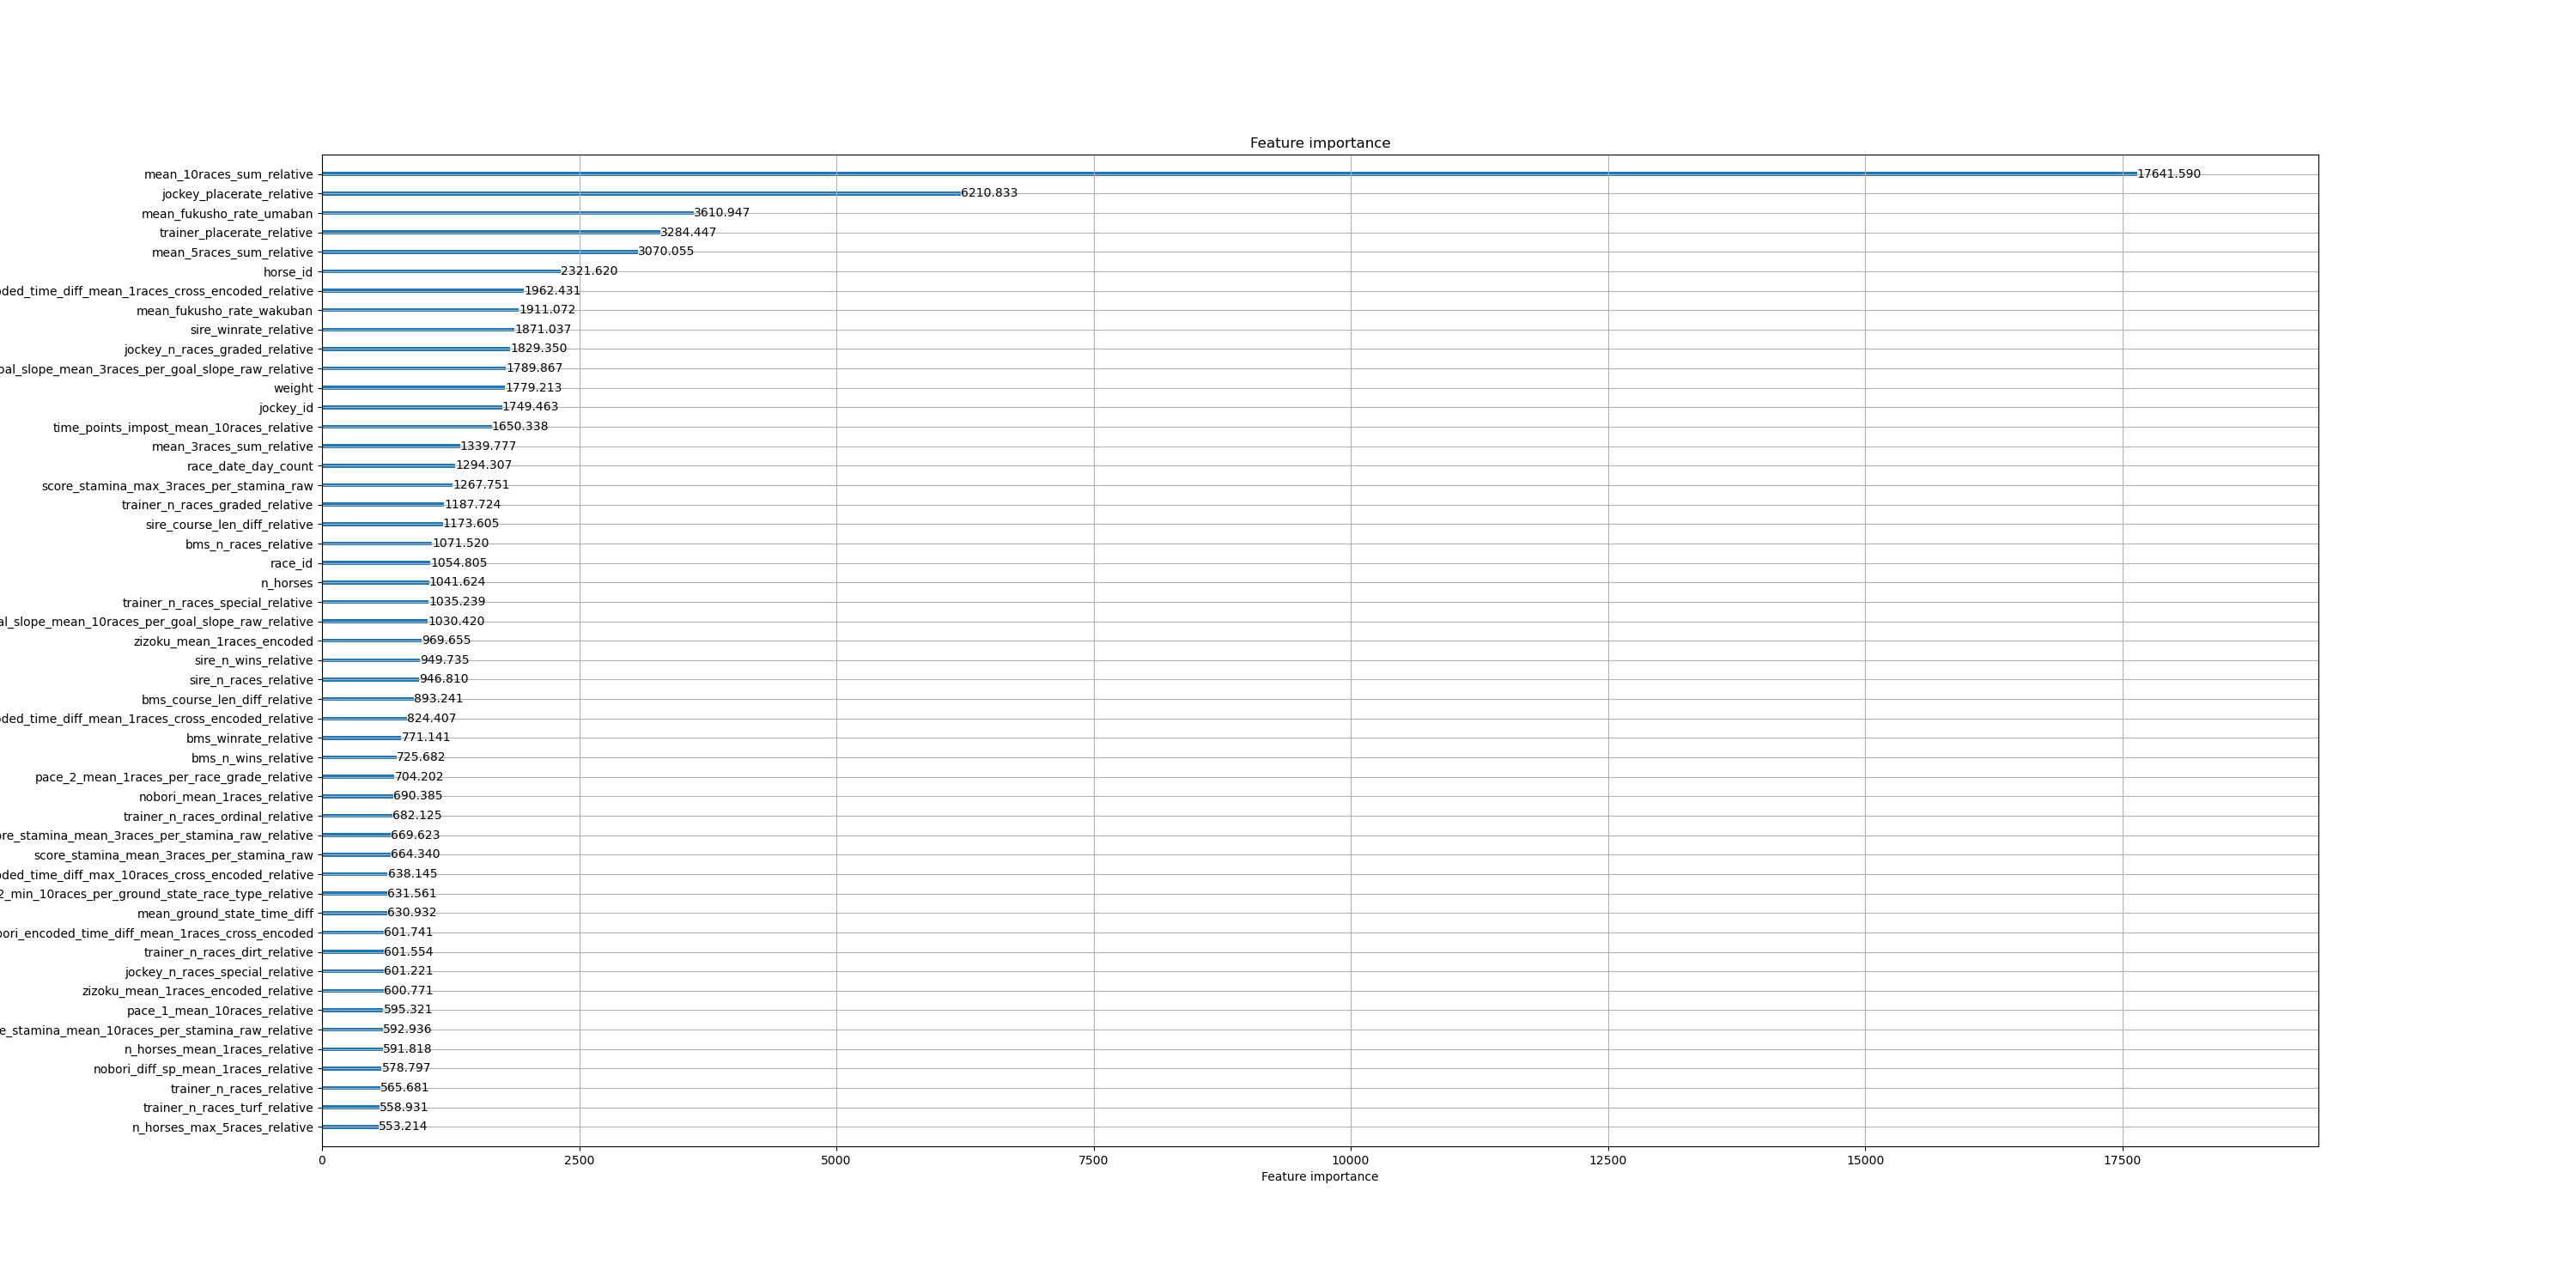 Feature importance
mean_10races_sum_relative 17641.590
jockey_placerate_relative 6210.833
mean_fukusho_rate_umaban 3610.947
trainer_placerate_relative 3284.447
mean_5races_sum_relative 3070.055
horse_id 2321.620
ded_time_diff_mean_1races_cross_encoded_relative 1962.431
mean_fukusho_rate_wakuban 1911.072
sire_winrate_relative 1871.037
jockey_n_races_graded_relative 1829.350
al_slope_mean_3races_per_goal_slope_raw_relative 1789.867
weight 1779.213
jockey_id 1749.463
time_points_impost_mean_10races_relative 1650.338
mean_3races_sum_relative 1339.777
race_date_day_count 1294.307
score_stamina_max_3races_per_stamina_raw 1267.751
trainer_n_races_graded_relative 1187.724
sire_course_len_diff_relative 1173.605
bms_n_races_relative 1071.520
race_id 1054.805
n_horses 1041.624
trainer_n_races_special_relative 1035.239
al_slope_mean_10races_per_goal_slope_raw_relative 1030.420
zizoku_mean_1races_encoded 969.655
sire_n_wins_relative 949.735
sire_n_races_relative 946.810
bms_course_len_diff_relative 893.241
ded_time_diff_mean_1races_cross_encoded_relative 824.407
bms_winrate_relative 771.141
bms_n_wins_relative 725.682
pace_2_mean_1races_per_race_grade_relative 704.202
nobori_mean_1races_relative 690.385
trainer_n_races_ordinal_relative 682.125
re_stamina_mean_3races_per_stamina_raw_relative 669.623
score_stamina_mean_3races_per_stamina_raw 664.340
ded_time_diff_max_10races_cross_encoded_relative 638.145
2_min_10races_per_ground_state_race_type_relative 631.561
mean_ground_state_time_diff 630.932
ori_encoded_time_diff_mean_1races_cross_encoded 601.741
trainer_n_races_dirt_relative 601.554
jockey_n_races_special_relative 601.221
zizoku_mean_1races_encoded_relative 600.771
pace_1_mean_10races_relative 595.321
e_stamina_mean_10races_per_stamina_raw_relative 592.936
n_horses_mean_1races_relative 591.818
nobori_diff_sp_mean_1races_relative 578.797
trainer_n_races_relative 565.681
trainer_n_races_turf_relative 558.931
n_horses_max_5races_relative 553.214
0 2500 5000 7500 10000 12500 15000 17500
Feature importance